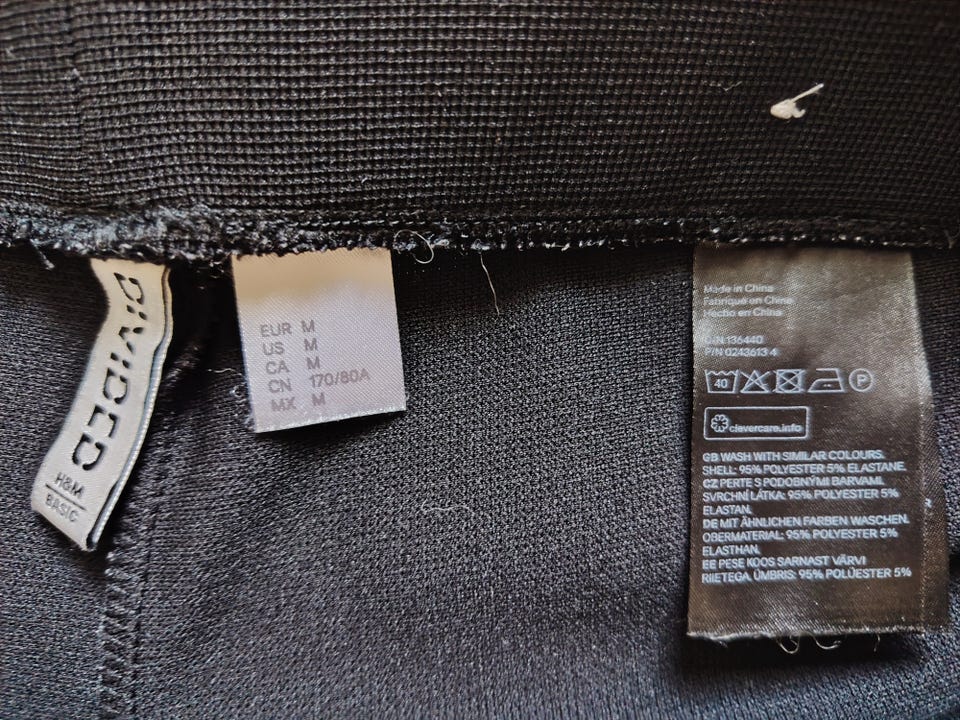 DIVIDED
H&M
BASIC
EUR M
US M
CA M
CN 170/80A
MX M
Made in China
Fabriqué en Chine
Hecho en China
C/N 136440
P/N 0243613 4
40
P
clevercare.info
GB WASH WITH SIMILAR COLOURS.
SHELL: 95% POLYESTER 5% ELASTANE.
CZ PERTE S PODOBNÝMI BARVAMI.
SVRCHNÍ LÁTKA: 95% POLYESTER 5%
ELASTAN.
DE MIT ÄHNLICHEN FARBEN WASCHEN.
OBERMATERIAL: 95% POLYESTER 5%
ELASTHAN.
EE PESE KOOS SARNAST VÄRVI
RIIETEGA. ÜMBRIS: 95% POLÜESTER 5%